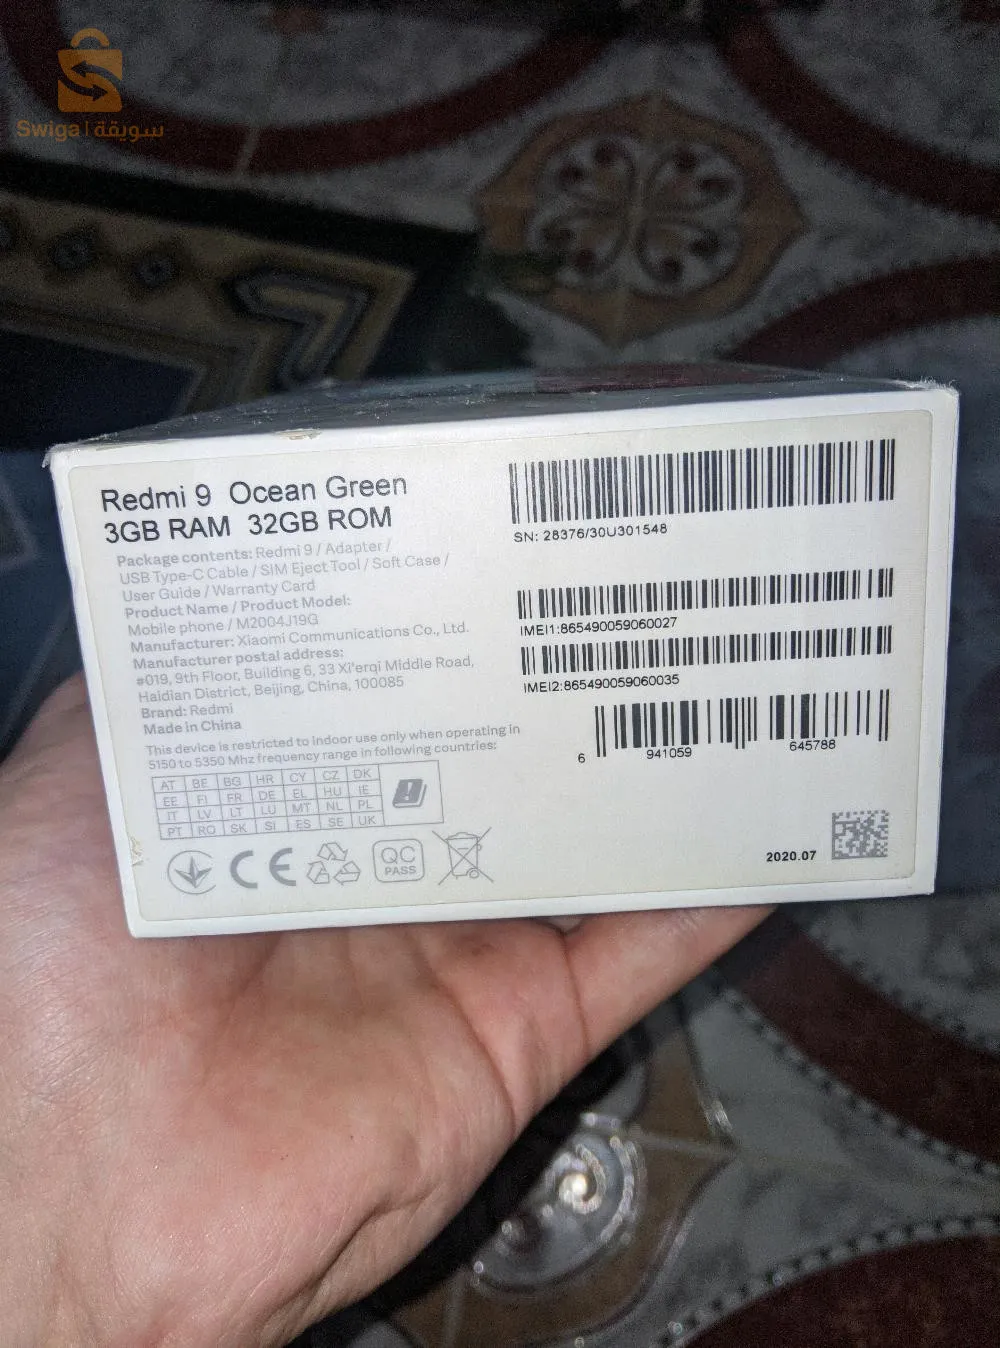 Swiga | سويقة
Redmi 9 Ocean Green
3GB RAM 32GB ROM
Package contents: Redmi 9 / Adapter /
USB Type-C Cable / SIM Eject Tool / Soft Case /
User Guide / Warranty Card
Product Name / Product Model:
Mobile phone / M2004J19G
Manufacturer: Xiaomi Communications Co., Ltd.
Manufacturer postal address:
#019, 9th Floor, Building 6, 33 Xi'erqi Middle Road,
Haidian District, Beijing, China, 100085
Brand: Redmi
Made in China
This device is restricted to indoor use only when operating in
5150 to 5350 Mhz frequency range in following countries:
AT BE BG HR CY CZ DK
EE FI FR DE EL HU IE
IT LV LT LU MT NL PL
PT RO SK SI ES SE UK
CE
QC
PASS
SN: 28376/30U301548
IMEI1:865490059060027
IMEI2:865490059060035
6 941059 645788
2020.07